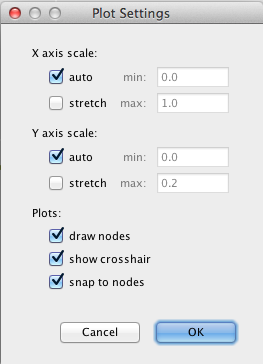 Plot Settings
X axis scale:
auto min: 0.0
stretch max: 1.0
Y axis scale:
auto min: 0.0
stretch max: 0.2
Plots:
draw nodes
show crosshair
snap to nodes
Cancel OK